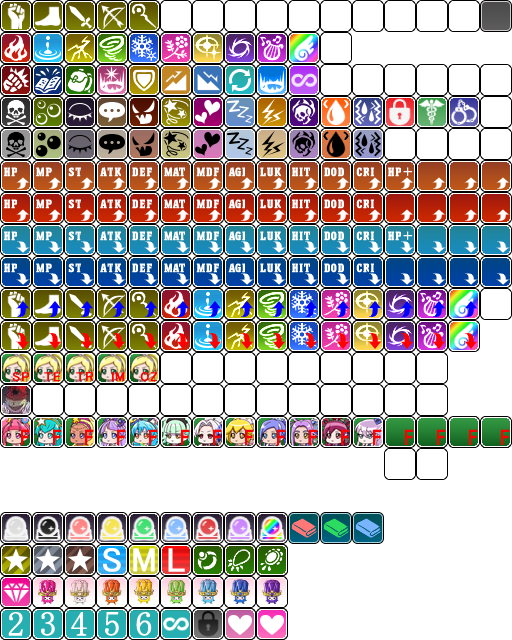 HP MP ST ATK DEF MAT MDF AGI LUK HIT DOD CRI HP+
HP MP ST ATK DEF MAT MDF AGI LUK HIT DOD CRI
HP MP ST ATK DEF MAT MDF AGI LUK HIT DOD CRI HP+
HP MP ST ATK DEF MAT MDF AGI LUK HIT DOD CRI
SP TE TR IM OZ
F F F F F F F F F F F F F F F F
S M L
2 3 4 5 6 ∞